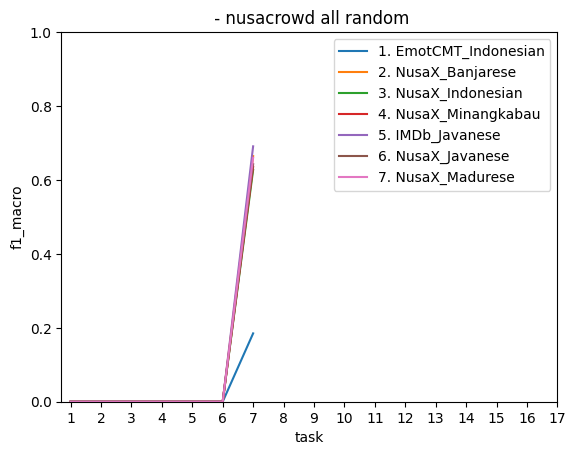 - nusacrowd all random
1.0
0.8
0.6
0.4
0.2
0.0
f1_macro
1. EmotCMT_Indonesian
2. NusaX_Banjarese
3. NusaX_Indonesian
4. NusaX_Minangkabau
5. IMDb_Javanese
6. NusaX_Javanese
7. NusaX_Madurese
1 2 3 4 5 6 7 8 9 10 11 12 13 14 15 16 17
task